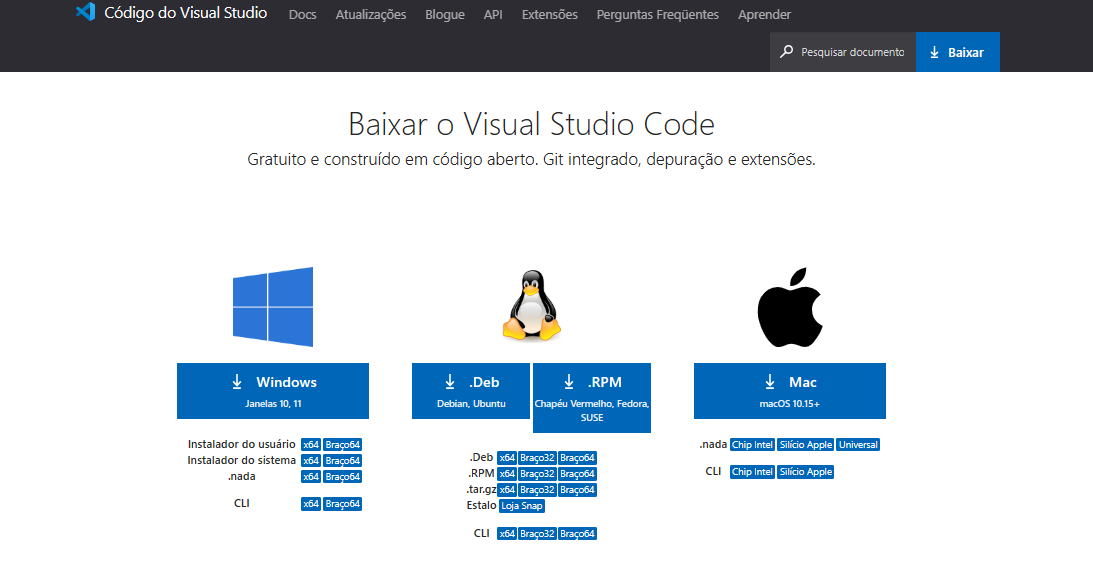 Código do Visual Studio Docs Atualizações Blogue API Extensões Perguntas Freqüentes Aprender
Pesquisar documento Baixar
Baixar o Visual Studio Code
Gratuito e construído em código aberto. Git integrado, depuração e extensões.
Windows
Janelas 10, 11
Instalador do usuário x64 Braço64
Instalador do sistema x64 Braço64
.nada x64 Braço64
CLI x64 Braço64
.Deb
Debian, Ubuntu
.RPM
Chapéu Vermelho, Fedora,
SUSE
.Deb x64 Braço32 Braço64
.RPM x64 Braço32 Braço64
.tar.gz x64 Braço32 Braço64
Estalo Loja Snap
CLI x64 Braço32 Braço64
Mac
macOS 10.15+
.nada Chip Intel Silício Apple Universal
CLI Chip Intel Silício Apple